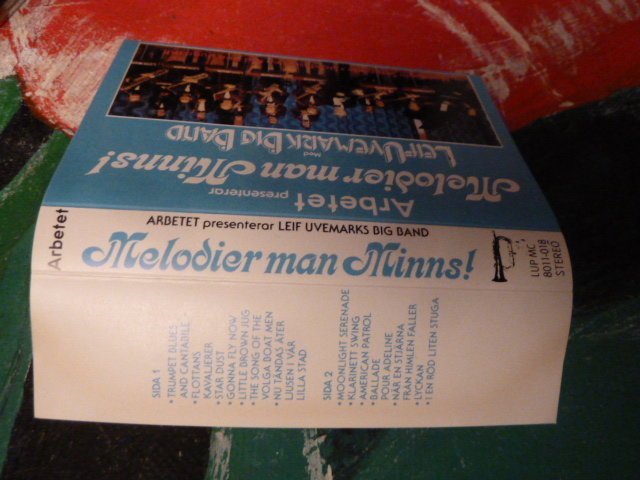 Arbetet presenterar
Melodier man Minns!
Med
LEIF UVEMARK BIG BAND
Arbetet
ARBETET presenterar LEIF UVEMARKS BIG BAND
Melodier man Minns!
LUP MC
8011-018
STEREO
SIDA 1
• TRUMPET BLUES
AND CANTABILE
• FLOTTANS
KAVALJERER
• STAR DUST
• GONNA FLY NOW
• LITTLE BROWN JUG
• THE SONG OF THE
VOLGA BOAT MEN
• NU TÄNDAS ÅTER
LJUSEN I VÅR
LILLA STAD
SIDA 2
• MOONLIGHT SERENADE
• KLARINETT SWING
• AMERICAN PATROL
• BALLADE
POUR ADELINE
• NÄR EN STJÄRNA
FRÅN HIMLEN FALLER
• LYCKAN
• I EN RÖD LITEN STUGA